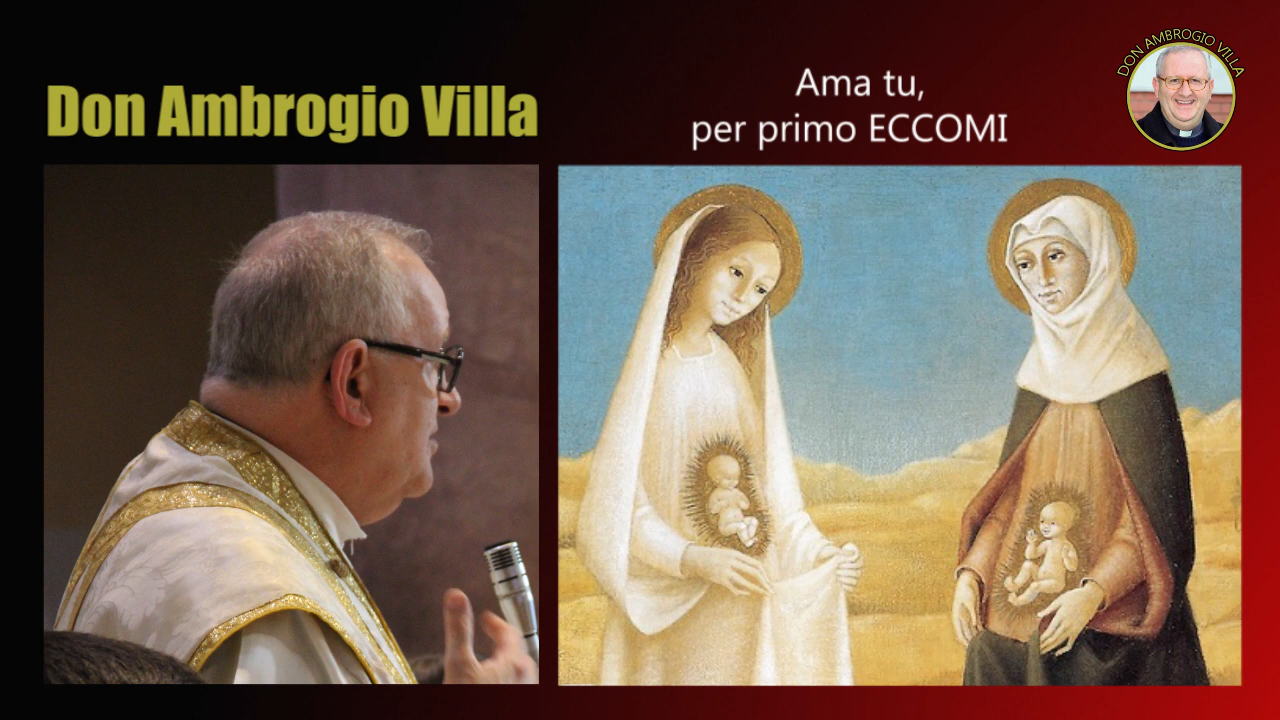 Don Ambrogio Villa
Ama tu,
per primo ECCOMI
DON AMBROGIO VILLA